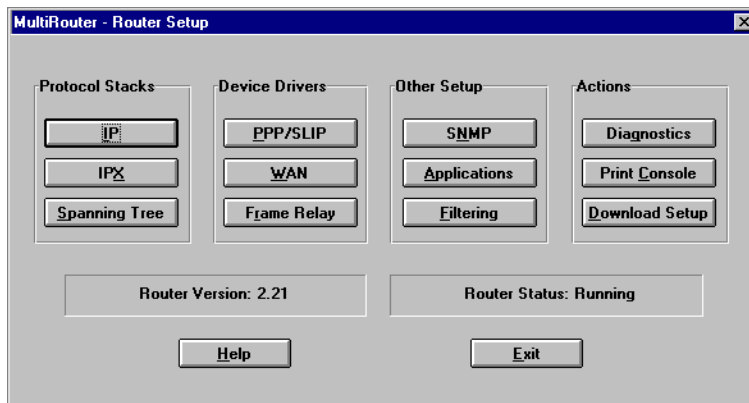 MultiRouter - Router Setup
Protocol Stacks
IP
IPX
Spanning Tree
Device Drivers
PPP/SLIP
WAN
Frame Relay
Other Setup
SNMP
Applications
Filtering
Actions
Diagnostics
Print Console
Download Setup
Router Version: 2.21
Router Status: Running
Help
Exit